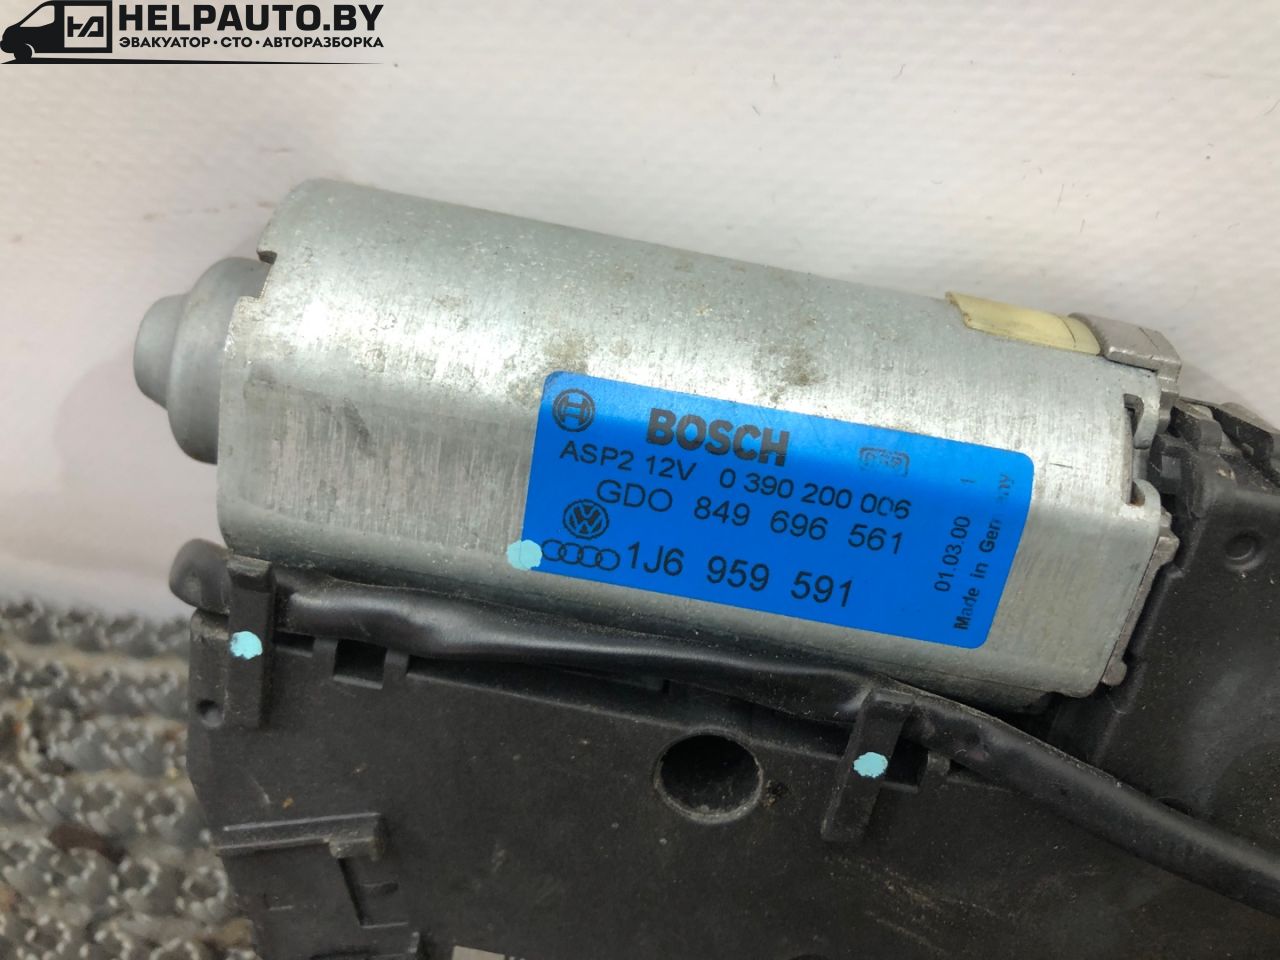 HELPAUTO.BY
ЭВАКУАТОР·СТО·АВТОРАЗБОРКА
BOSCH
ASP2 12V 0 390 200 006
GDO 849 696 561
1J6 959 591
01.03.00 1
Made in